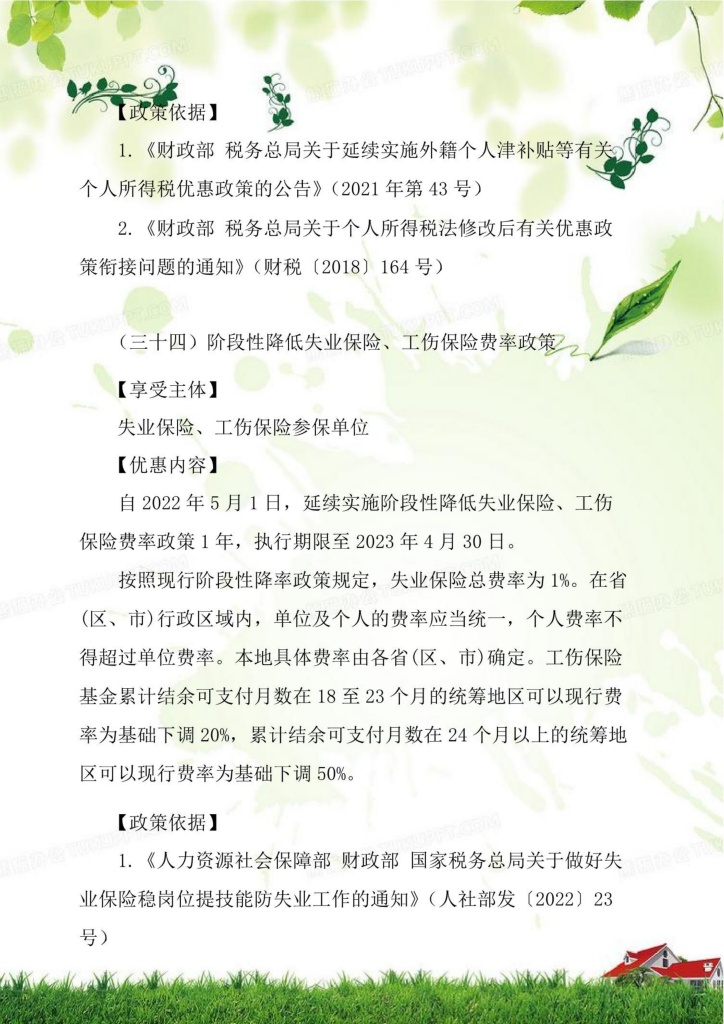 【政策依据】
1.《财政部 税务总局关于延续实施外籍个人津补贴等有关
个人所得税优惠政策的公告》（2021 年第 43 号）
2.《财政部 税务总局关于个人所得税法修改后有关优惠政
策衔接问题的通知》（财税〔2018〕164 号）
（三十四）阶段性降低失业保险、工伤保险费率政策
【享受主体】
失业保险、工伤保险参保单位
【优惠内容】
自 2022 年 5 月 1 日，延续实施阶段性降低失业保险、工伤
保险费率政策 1 年，执行期限至 2023 年 4 月 30 日。
按照现行阶段性降率政策规定，失业保险总费率为 1%。在省
(区、市)行政区域内，单位及个人的费率应当统一，个人费率不
得超过单位费率。本地具体费率由各省(区、市)确定。工伤保险
基金累计结余可支付月数在 18 至 23 个月的统筹地区可以现行费
率为基础下调 20%，累计结余可支付月数在 24 个月以上的统筹地
区可以现行费率为基础下调 50%。
【政策依据】
1.《人力资源社会保障部 财政部 国家税务总局关于做好失
业保险稳岗位提技能防失业工作的通知》（人社部发〔2022〕23
号）